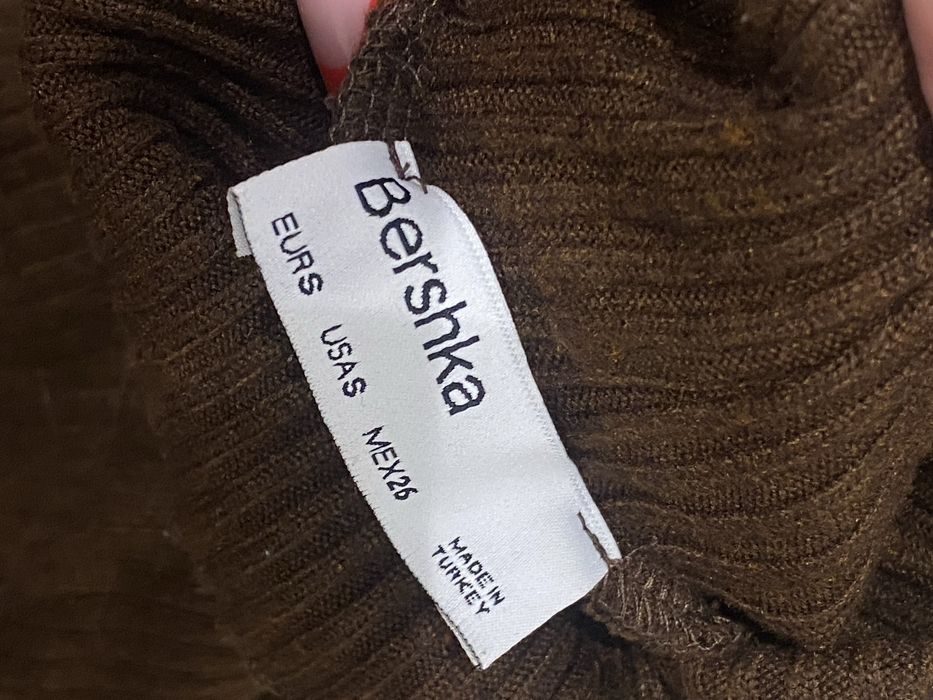 Bershka
EUR S USA S MEX 26
MADE IN
TURKEY